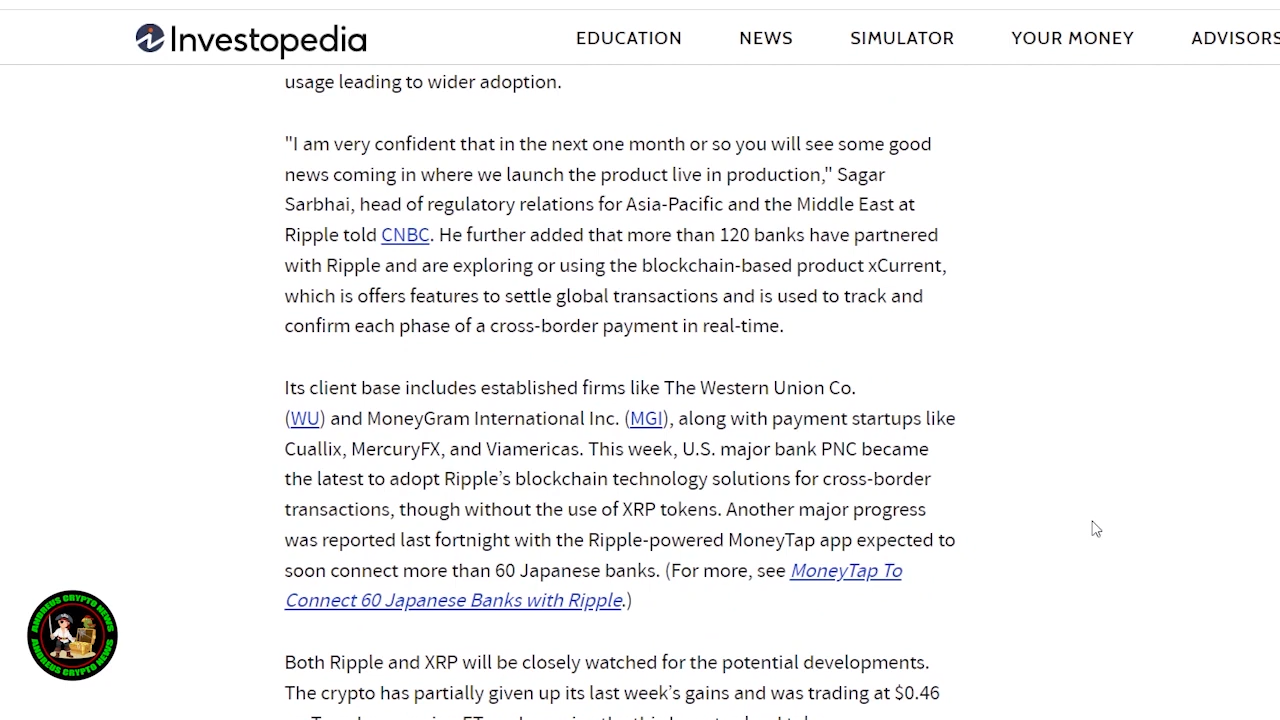 Investopedia
EDUCATION NEWS SIMULATOR YOUR MONEY ADVISORS
usage leading to wider adoption.
"I am very confident that in the next one month or so you will see some good
news coming in where we launch the product live in production," Sagar
Sarbhai, head of regulatory relations for Asia-Pacific and the Middle East at
Ripple told CNBC. He further added that more than 120 banks have partnered
with Ripple and are exploring or using the blockchain-based product xCurrent,
which is offers features to settle global transactions and is used to track and
confirm each phase of a cross-border payment in real-time.
Its client base includes established firms like The Western Union Co.
(WU) and MoneyGram International Inc. (MGI), along with payment startups like
Cuallix, MercuryFX, and Viamericas. This week, U.S. major bank PNC became
the latest to adopt Ripple’s blockchain technology solutions for cross-border
transactions, though without the use of XRP tokens. Another major progress
was reported last fortnight with the Ripple-powered MoneyTap app expected to
soon connect more than 60 Japanese banks. (For more, see MoneyTap To
Connect 60 Japanese Banks with Ripple.)
ANDREUS CRYPTO NEWS
ANDREUS CRYPTO NEWS
Both Ripple and XRP will be closely watched for the potential developments.
The crypto has partially given up its last week’s gains and was trading at $0.46